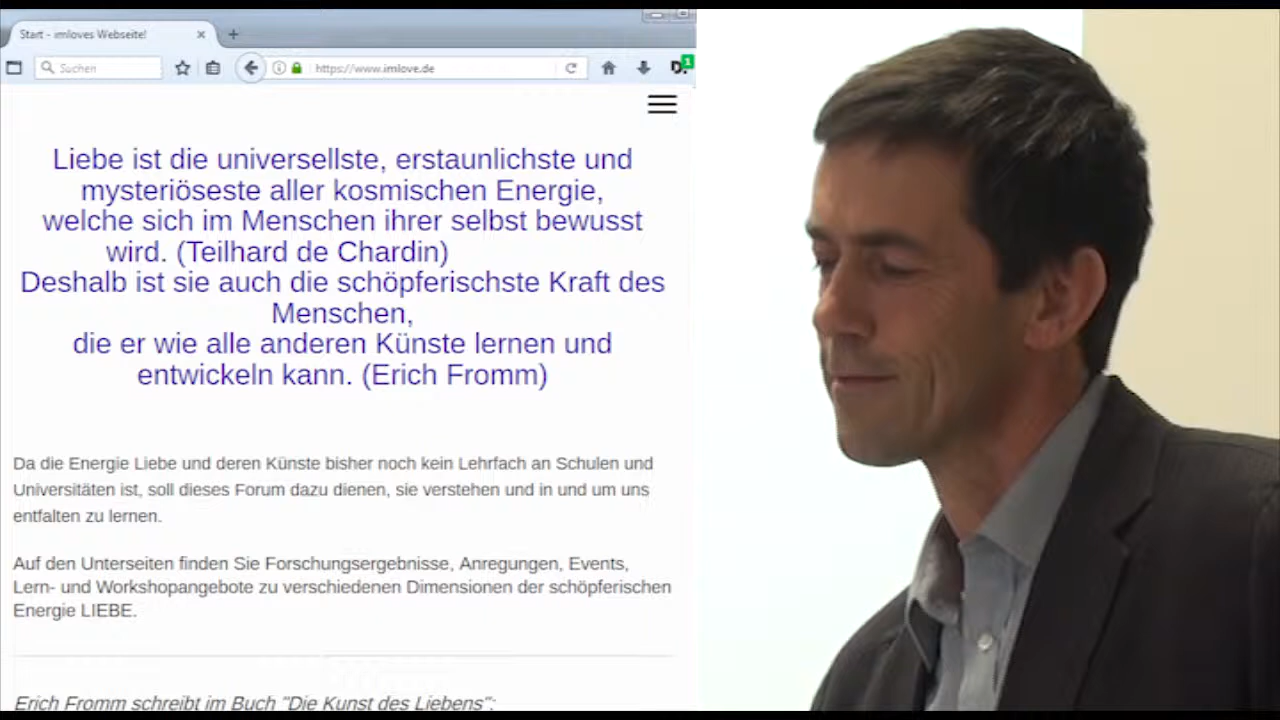 Start - imloves Webseite!
Suchen
https://www.imlove.de
1
Liebe ist die universellste, erstaunlichste und
mysteriöseste aller kosmischen Energie,
welche sich im Menschen ihrer selbst bewusst
wird. (Teilhard de Chardin)
Deshalb ist sie auch die schöpferischste Kraft des
Menschen,
die er wie alle anderen Künste lernen und
entwickeln kann. (Erich Fromm)
Da die Energie Liebe und deren Künste bisher noch kein Lehrfach an Schulen und
Universitäten ist, soll dieses Forum dazu dienen, sie verstehen und in und um uns
entfalten zu lernen.
Auf den Unterseiten finden Sie Forschungsergebnisse, Anregungen, Events,
Lern- und Workshopangebote zu verschiedenen Dimensionen der schöpferischen
Energie LIEBE.
Erich Fromm schreibt im Buch "Die Kunst des Liebens":